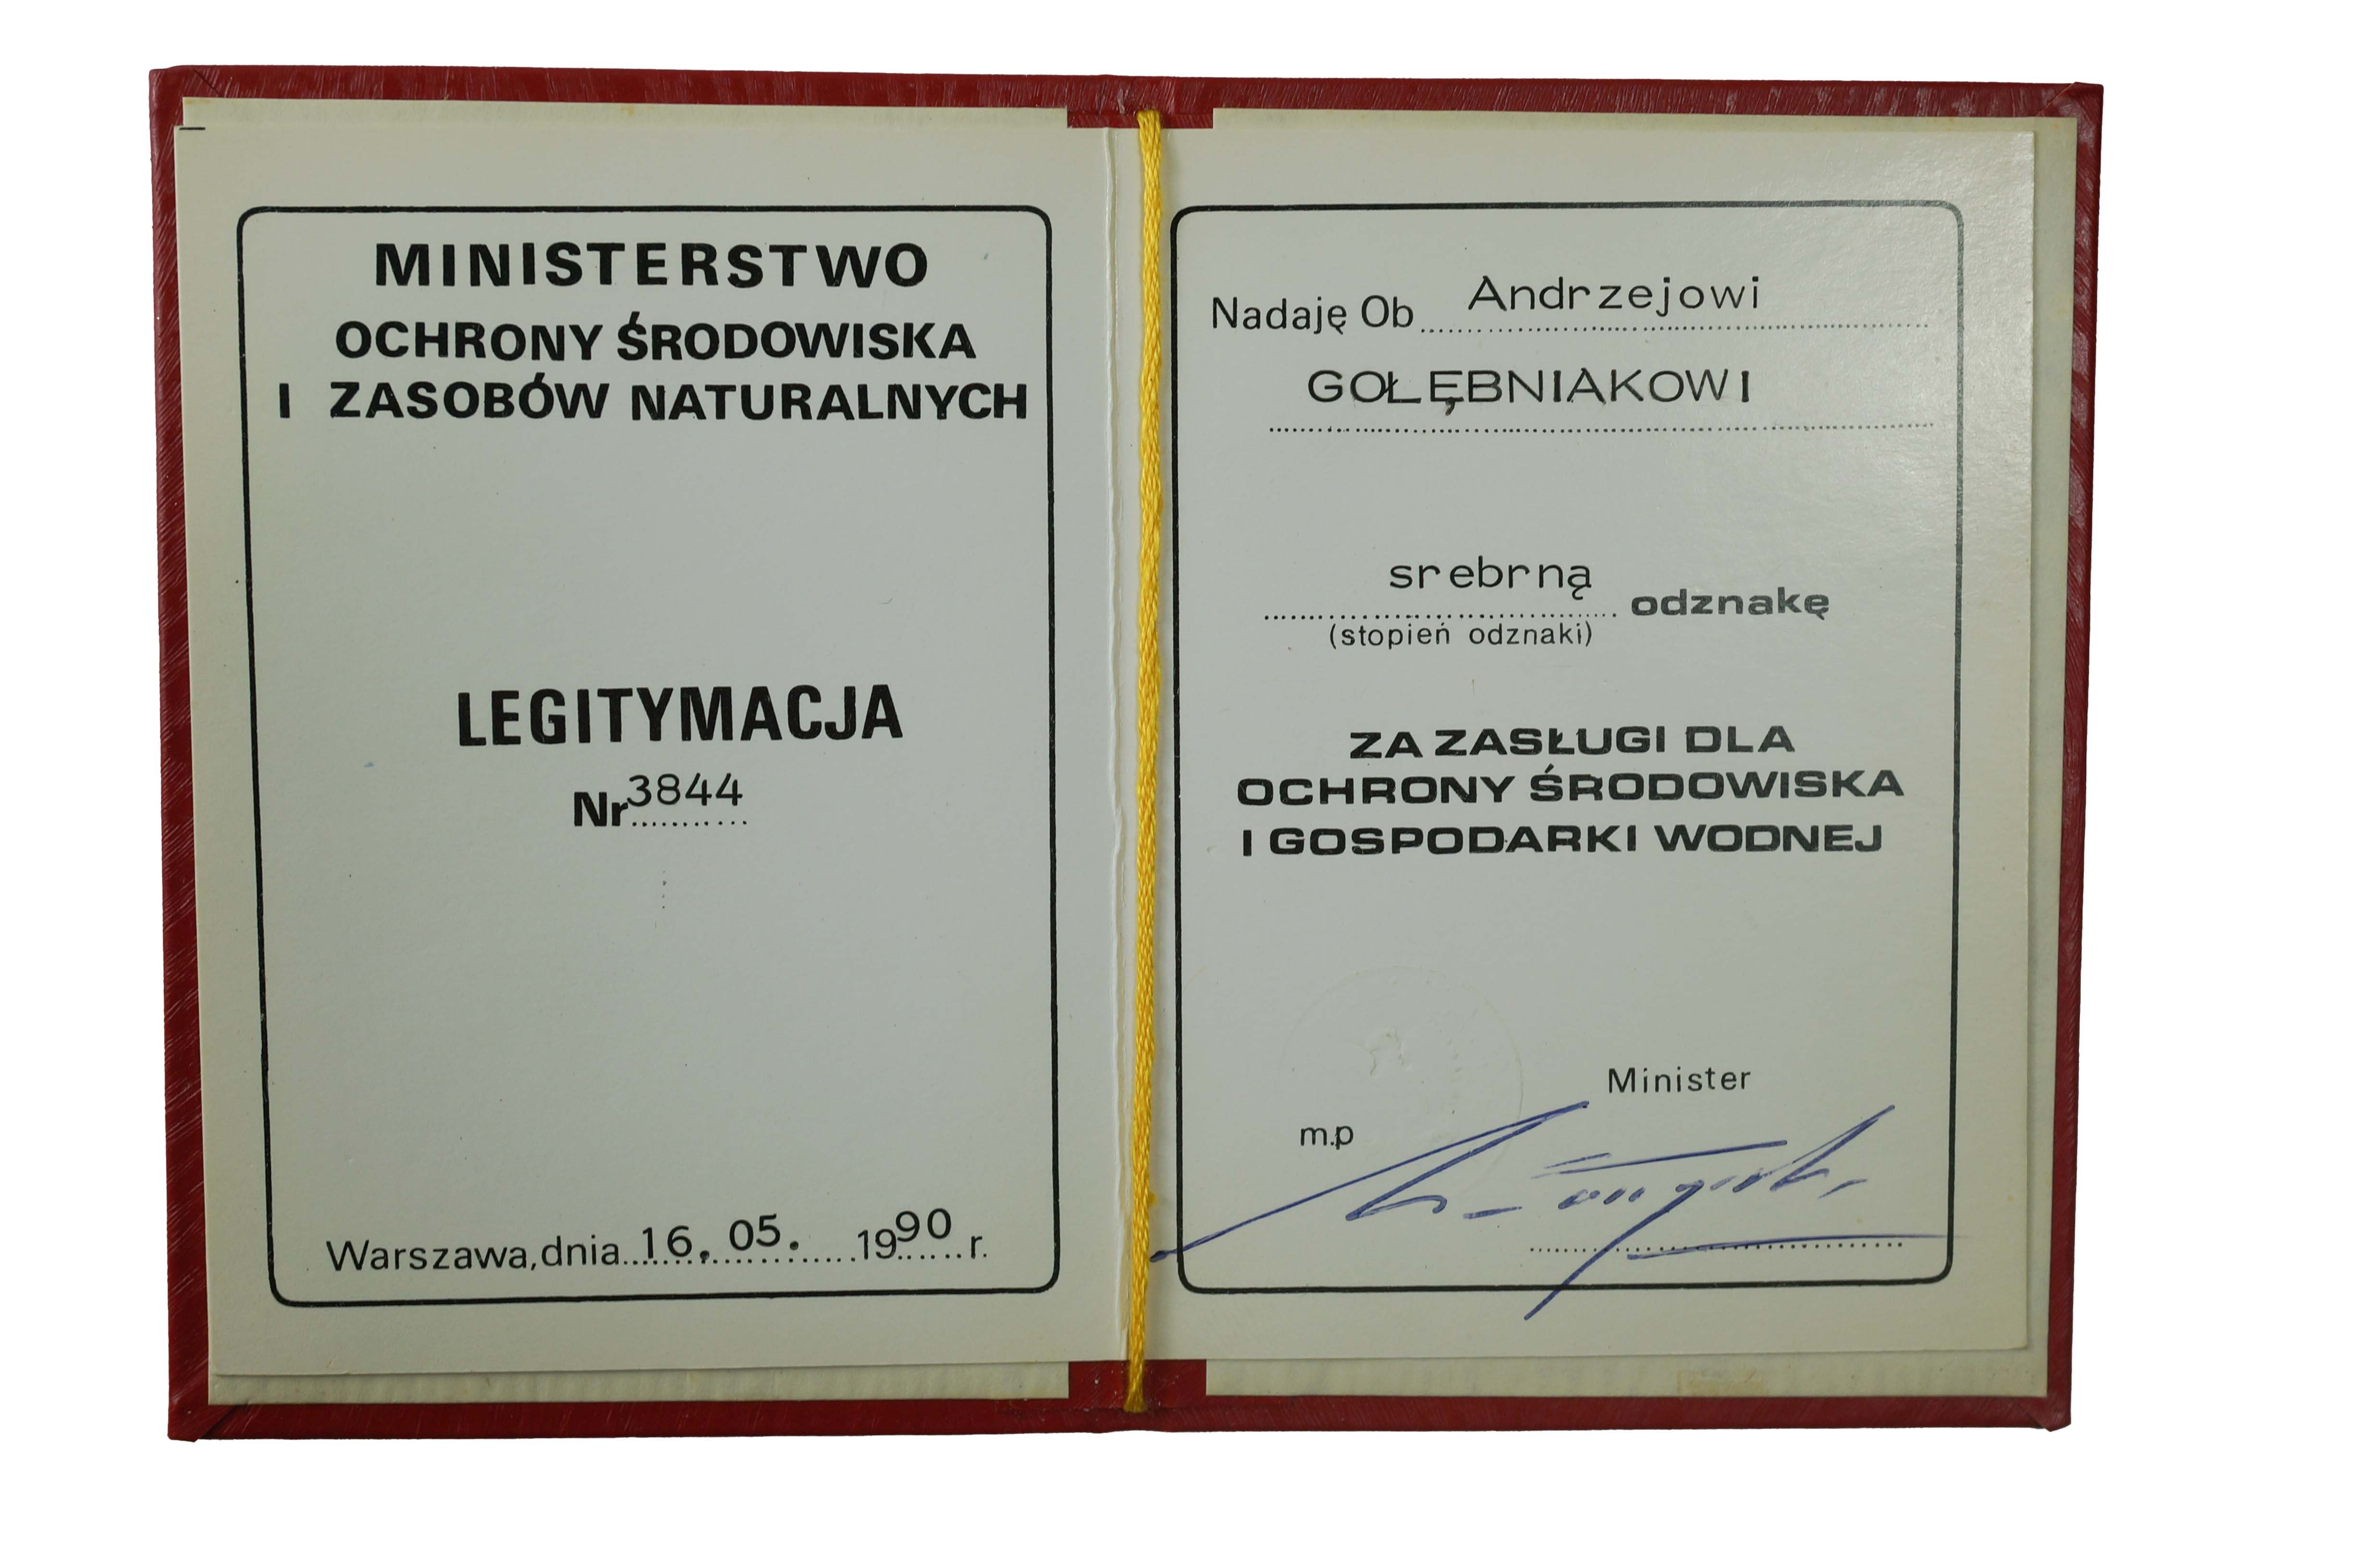 MINISTERSTWO
OCHRONY ŚRODOWISKA
I ZASOBÓW NATURALNYCH
LEGITYMACJA
Nr 3844
Warszawa, dnia 16. 05. 1990 r.
Nadaję Ob Andrzejowi
GOŁĘBNIAKOWI
srebrną odznakę
(stopień odznaki)
ZA ZASŁUGI DLA
OCHRONY ŚRODOWISKA
I GOSPODARKI WODNEJ
Minister
m.p